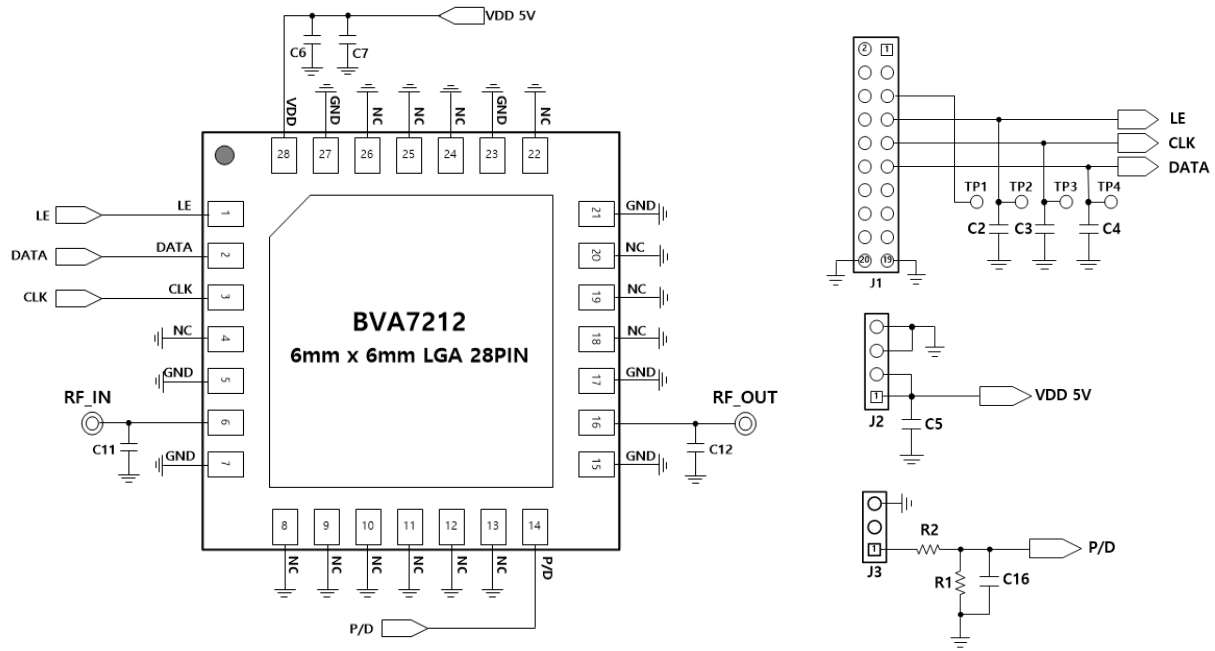 VDD 5V
C6
C7
VDD
GND
NC
NC
NC
GND
NC
28
27
26
25
24
23
22
LE
LE
1
DATA
DATA
2
CLK
CLK
3
NC
4
GND
5
RF_IN
6
C11
GND
7
BVA7212
6mm x 6mm LGA 28PIN
21
GND
20
NC
19
NC
18
NC
17
GND
RF_OUT
16
C12
15
GND
8
9
10
11
12
13
14
NC
NC
NC
NC
NC
NC
P/D
P/D
2
1
LE
CLK
DATA
TP1
TP2
TP3
TP4
C2
C3
C4
20
19
J1
1
VDD 5V
J2
C5
1
R2
P/D
J3
R1
C16